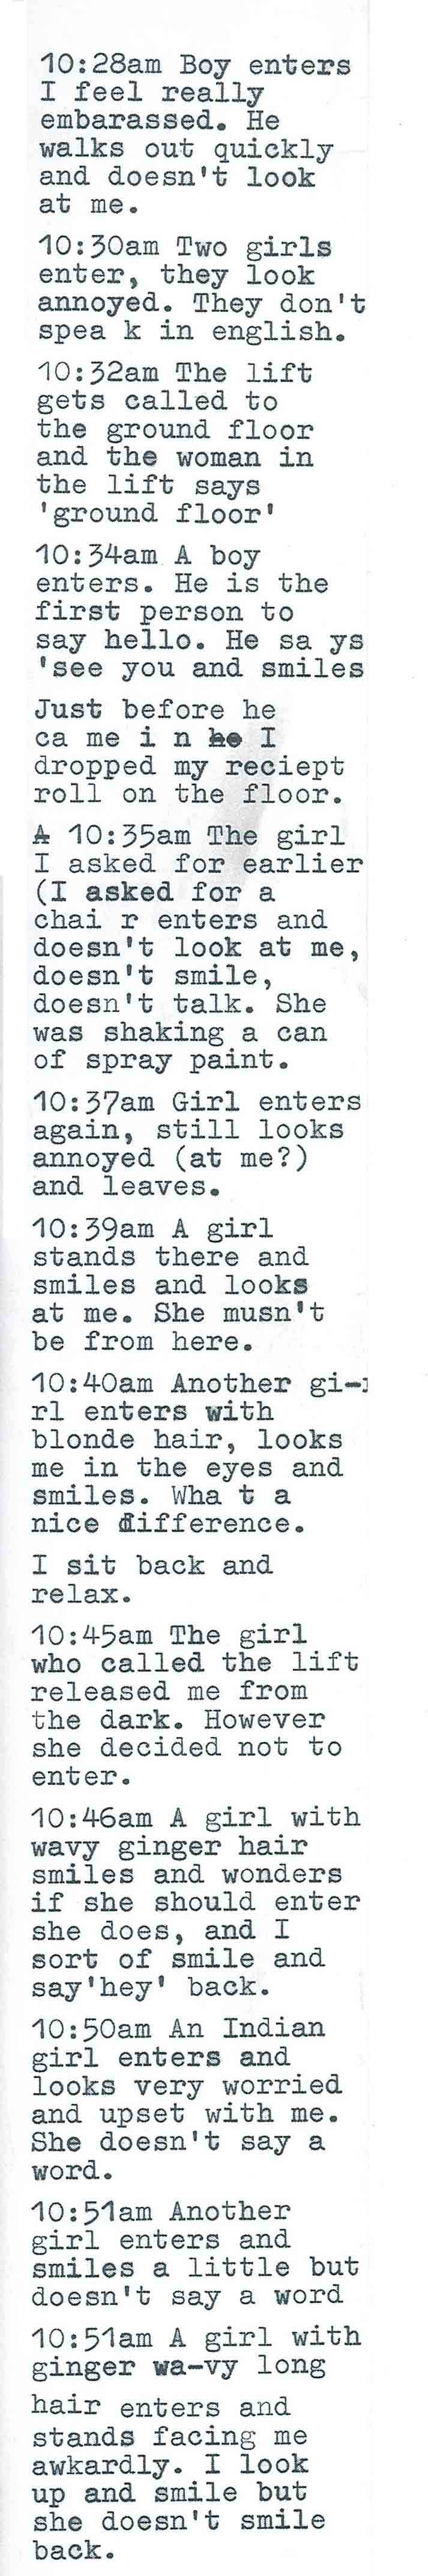 10:28am Boy enters
I feel really
embarassed. He
walks out quickly
and doesn't look
at me.
10:30am Two girls
enter, they look
annoyed. They don't
spea k in english.
10:32am The lift
gets called to
the ground floor
and the woman in
the lift says
'ground floor'
10:34am A boy
enters. He is the
first person to
say hello. He sa ys
'see you and smiles
Just before he
ca me i n he I
dropped my reciept
roll on the floor.
A 10:35am The girl
I asked for earlier
(I asked for a
chai r enters and
doesn't look at me,
doesn't smile,
doesn't talk. She
was shaking a can
of spray paint.
10:37am Girl enters
again, still looks
annoyed (at me?)
and leaves.
10:39am A girl
stands there and
smiles and looks
at me. She musn't
be from here.
10:40am Another gi-
rl enters with
blonde hair, looks
me in the eyes and
smiles. Wha t a
nice difference.
I sit back and
relax.
10:45am The girl
who called the lift
released me from
the dark. However
she decided not to
enter.
10:46am A girl with
wavy ginger hair
smiles and wonders
if she should enter
she does, and I
sort of smile and
say'hey' back.
10:50am An Indian
girl enters and
looks very worried
and upset with me.
She doesn't say a
word.
10:51am Another
girl enters and
smiles a little but
doesn't say a word
10:51am A girl with
ginger wa-vy long
hair enters and
stands facing me
awkardly. I look
up and smile but
she doesn't smile
back.